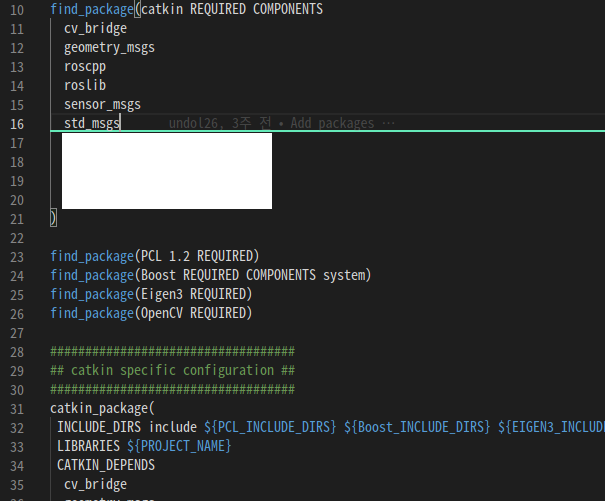 10 find_package(catkin REQUIRED COMPONENTS
11 cv_bridge
12 geometry_msgs
13 roscpp
14 roslib
15 sensor_msgs
16 std_msgs undol26, 3주 전 • Add packages ···
17
18
19
20
21 )
22
23 find_package(PCL 1.2 REQUIRED)
24 find_package(Boost REQUIRED COMPONENTS system)
25 find_package(Eigen3 REQUIRED)
26 find_package(OpenCV REQUIRED)
27
28 ###################################
29 ## catkin specific configuration ##
30 ###################################
31 catkin_package(
32 INCLUDE_DIRS include ${PCL_INCLUDE_DIRS} ${Boost_INCLUDE_DIRS} ${EIGEN3_INCLUD
33 LIBRARIES ${PROJECT_NAME}
34 CATKIN_DEPENDS
35 cv_bridge